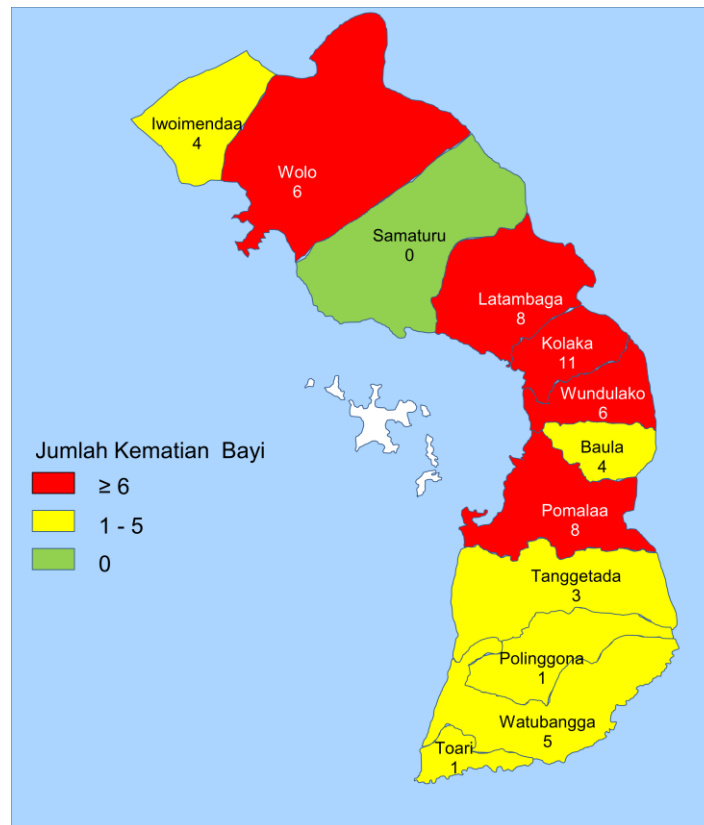 Iwoimendaa
4
Wolo
6
Samaturu
0
Latambaga
8
Kolaka
11
Wundulako
6
Baula
4
Pomalaa
8
Tanggetada
3
Polinggona
1
Watubangga
5
Toari
1
Jumlah Kematian Bayi
≥ 6
1 - 5
0